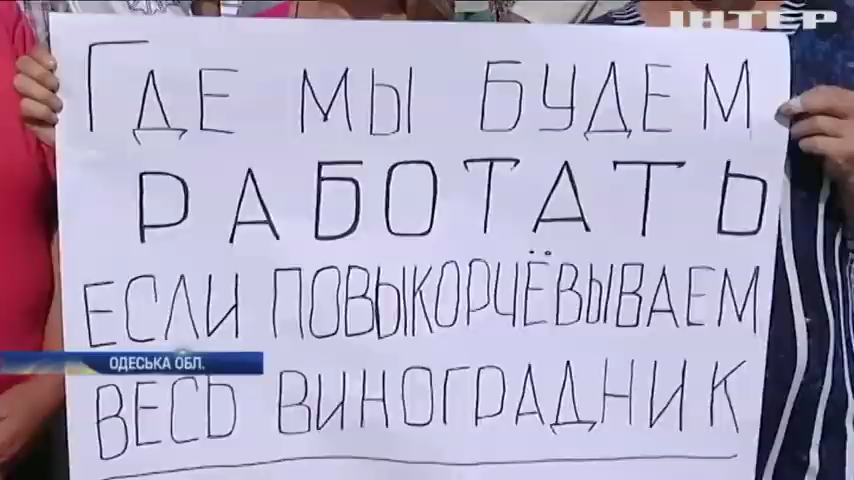 ІНТЕР
ГДЕ МЫ БУДЕМ
РАБОТАТЬ
ЕСЛИ ПОВЫКОРЧЁВЫВАЕМ
ОДЕСЬКА ОБЛ.
ВЕСЬ ВИНОГРАДНИК